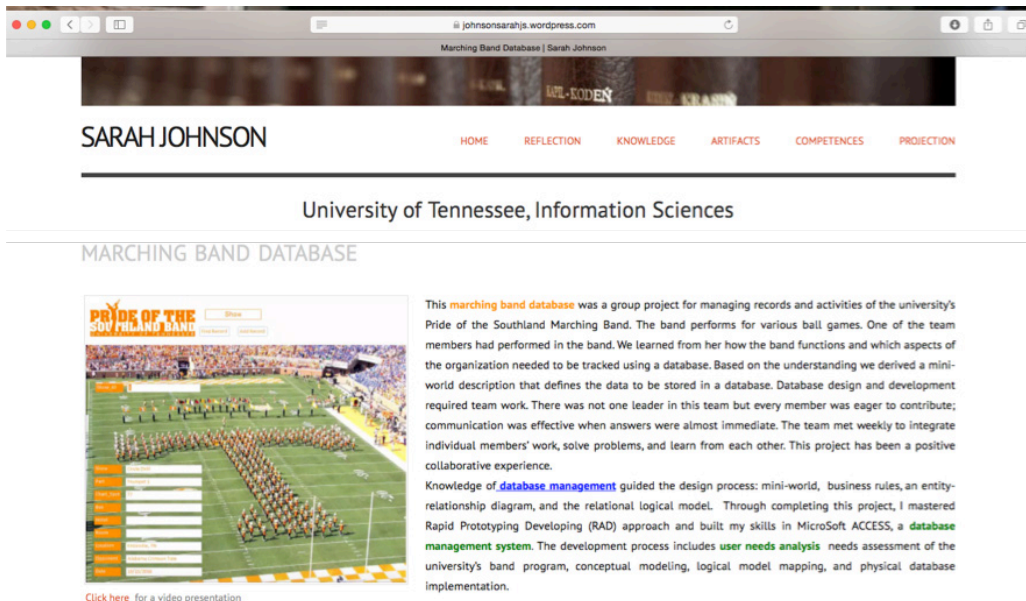 johnsonsarahjs.wordpress.com
Marching Band Database | Sarah Johnson
KAPIL-KODEŇ
SARAH JOHNSON
HOME REFLECTION KNOWLEDGE ARTIFACTS COMPETENCES PROJECTION
University of Tennessee, Information Sciences
MARCHING BAND DATABASE
PRIDE OF THE
SOUTHLAND BAND
Show
This marching band database was a group project for managing records and activities of the university's
Pride of the Southland Marching Band. The band performs for various ball games. One of the team
members had performed in the band. We learned from her how the band functions and which aspects of
the organization needed to be tracked using a database. Based on the understanding we derived a mini-
world description that defines the data to be stored in a database. Database design and development
required team work. There was not one leader in this team but every member was eager to contribute;
communication was effective when answers were almost immediate. The team met weekly to integrate
individual members' work, solve problems, and learn from each other. This project has been a positive
collaborative experience.
Knowledge of database management guided the design process: mini-world, business rules, an entity-
relationship diagram, and the relational logical model. Through completing this project, I mastered
Rapid Prototyping Developing (RAD) approach and built my skills in MicroSoft ACCESS, a database
management system. The development process includes user needs analysis needs assessment of the
university's band program, conceptual modeling, logical model mapping, and physical database
implementation.
Click here for a video presentation